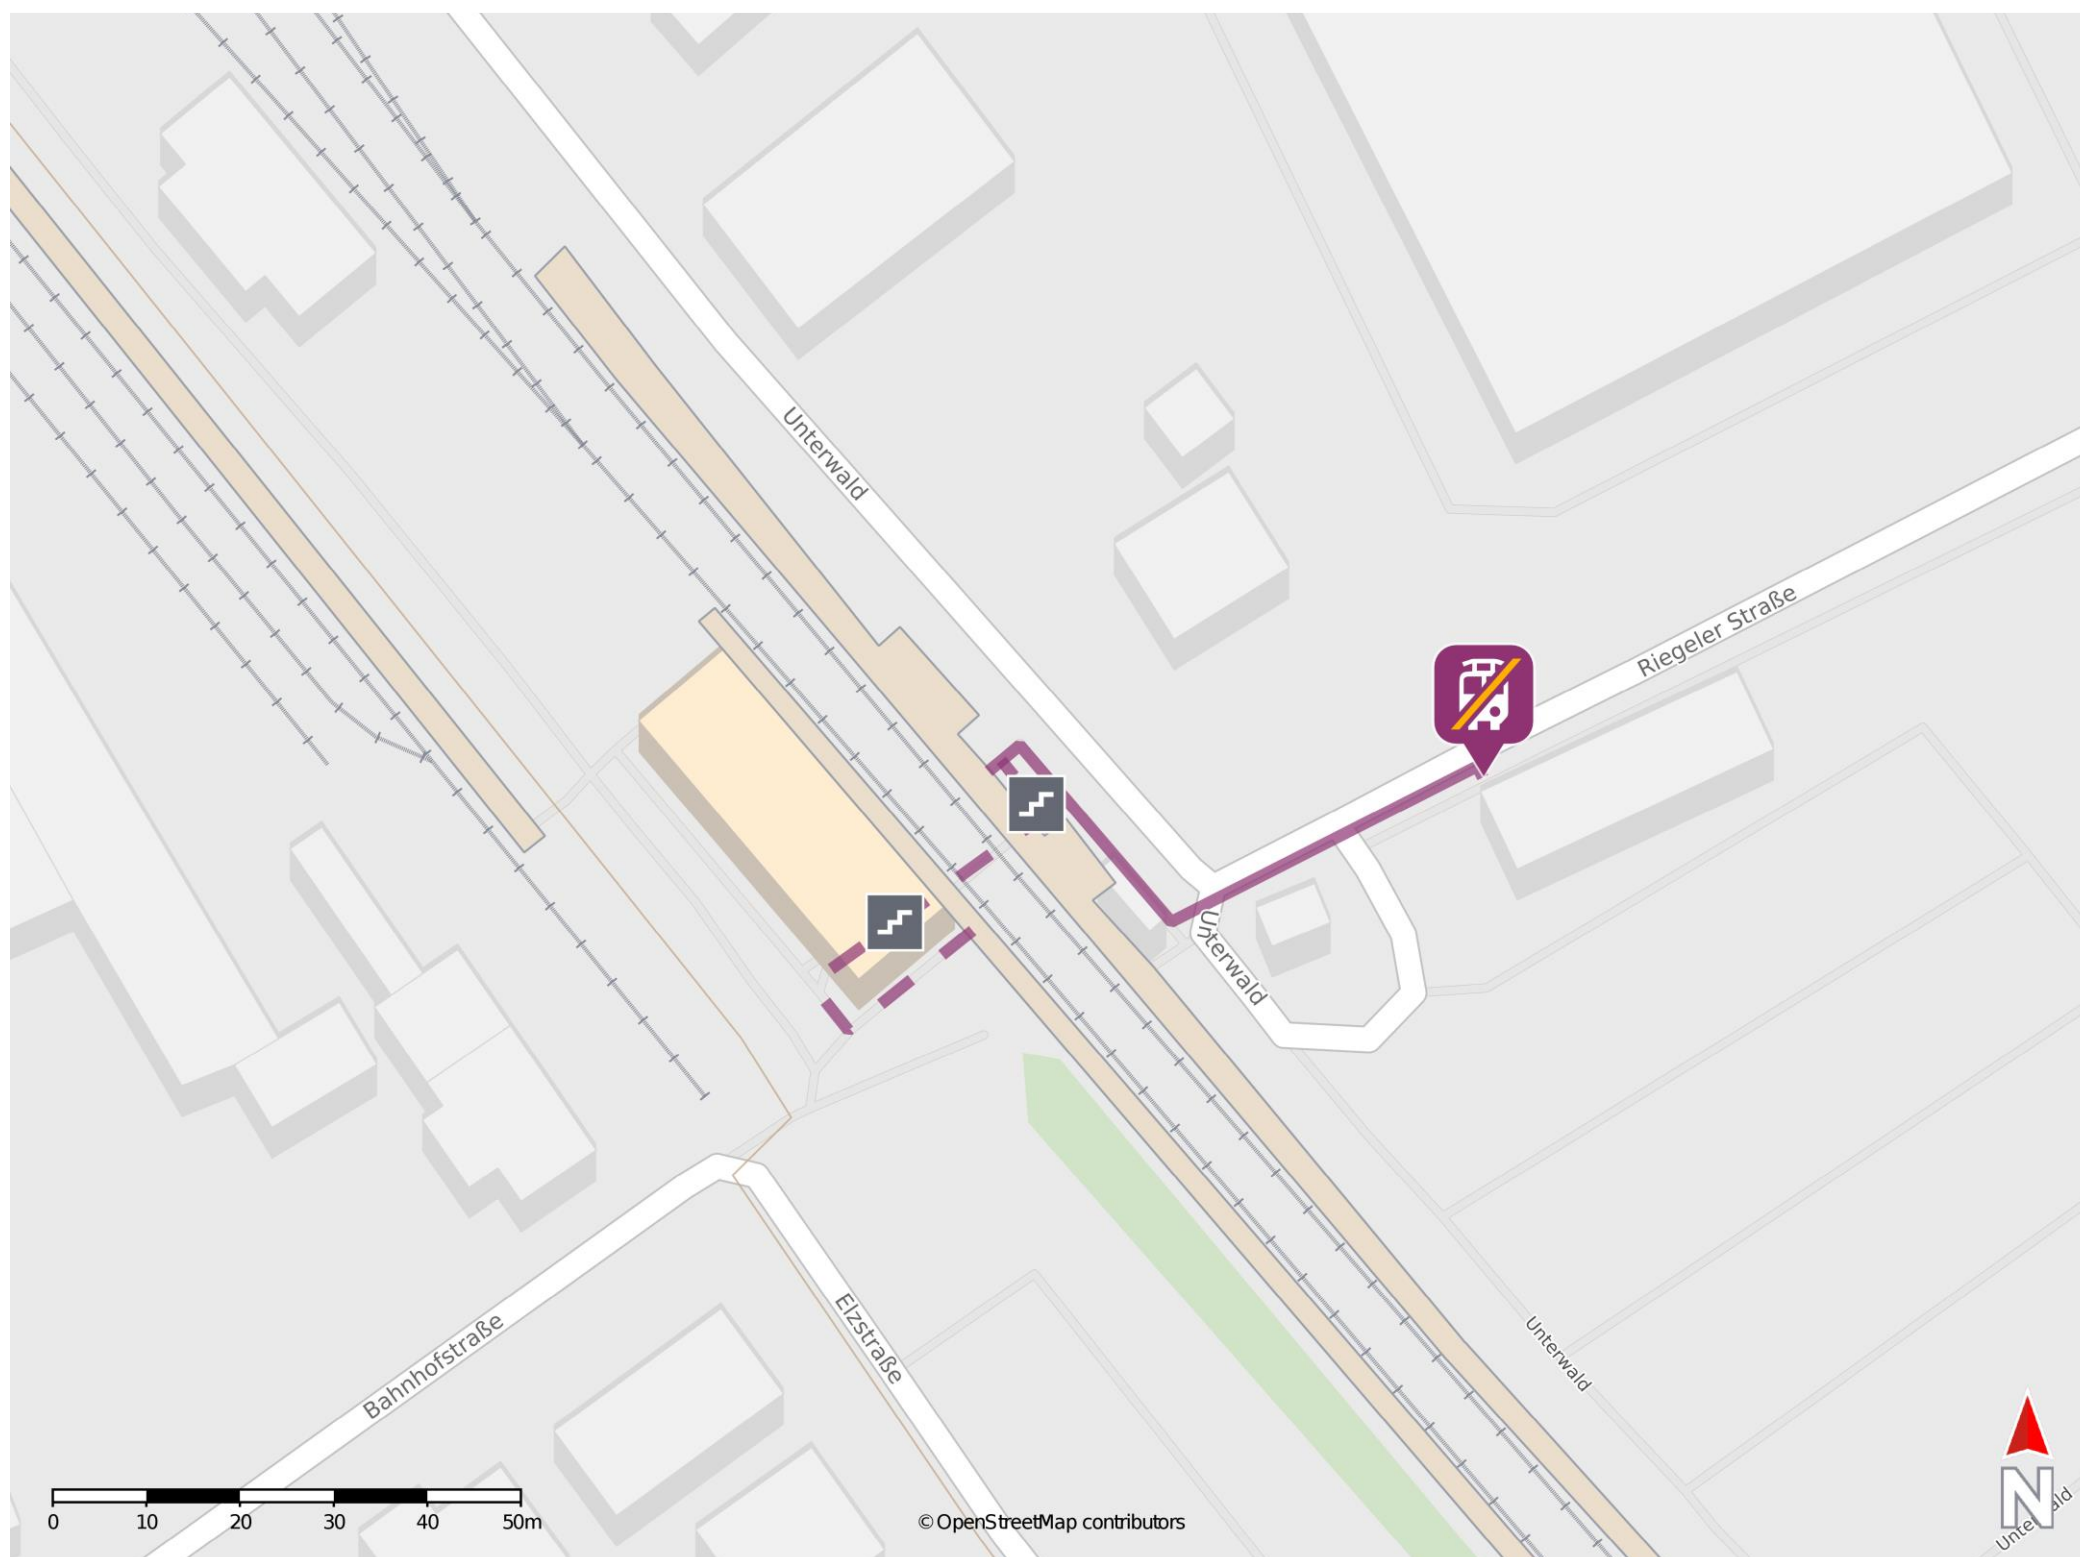 Unterwald
Riegeler Straße
Unterwald
Unterwald
Bahnhofstraße
Elzstraße
0 10 20 30 40 50m
© OpenStreetMap contributors
N